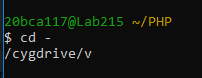 20bca117@Lab215 ~/PHP
$ cd -
/cygdrive/v